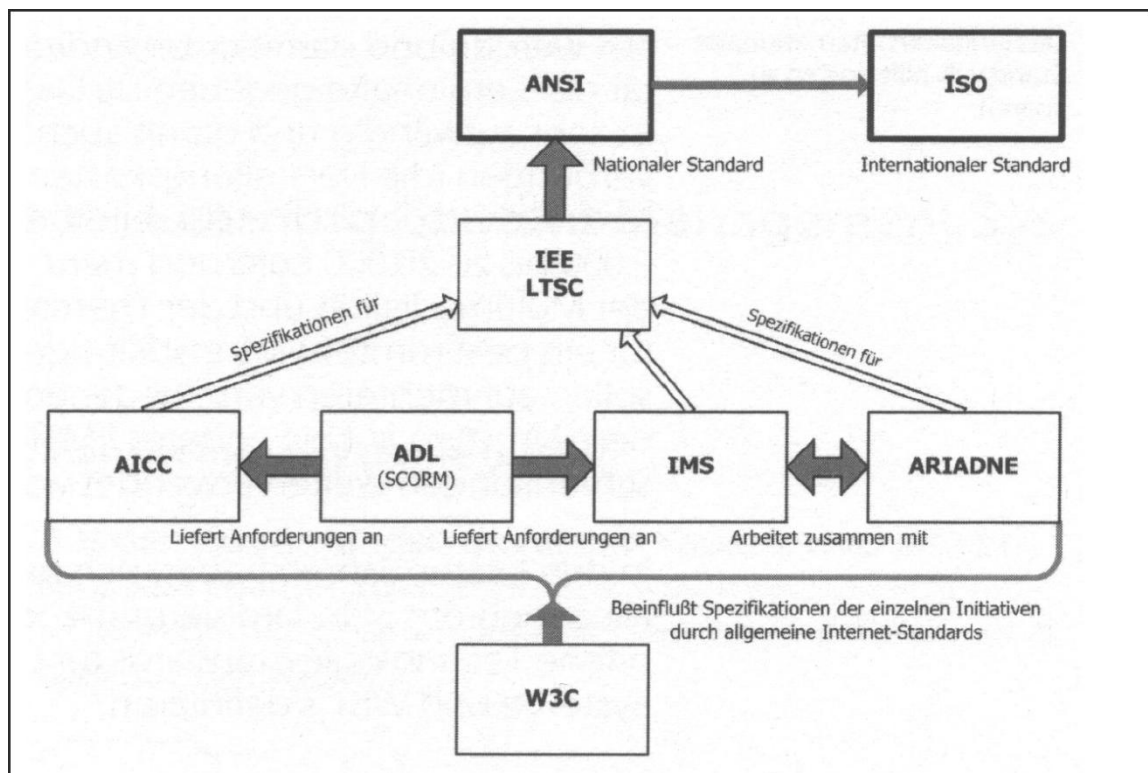 ANSI
ISO
Nationaler Standard
Internationaler Standard
IEE
LTSC
Spezifikationen für
Spezifikationen für
AICC
ADL
(SCORM)
IMS
ARIADNE
Liefert Anforderungen an
Liefert Anforderungen an
Arbeitet zusammen mit
Beeinflußt Spezifikationen der einzelnen Initiativen
durch allgemeine Internet-Standards
W3C